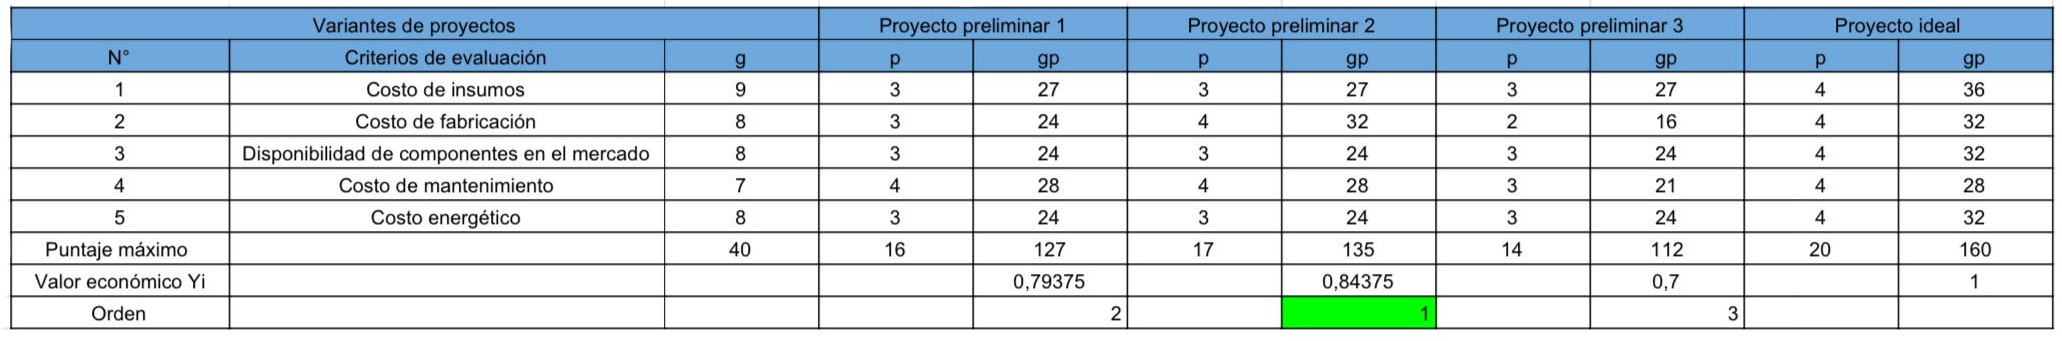 Variantes de proyectos Proyecto preliminar 1 Proyecto preliminar 2 Proyecto preliminar 3 Proyecto ideal
N° Criterios de evaluación g p gp p gp p gp p gp
1 Costo de insumos 9 3 27 3 27 3 27 4 36
2 Costo de fabricación 8 3 24 4 32 2 16 4 32
3 Disponibilidad de componentes en el mercado 8 3 24 3 24 3 24 4 32
4 Costo de mantenimiento 7 4 28 4 28 3 21 4 28
5 Costo energético 8 3 24 3 24 3 24 4 32
Puntaje máximo 40 16 127 17 135 14 112 20 160
Valor económico Yi 0,79375 0,84375 0,7 1
Orden 2 1 3